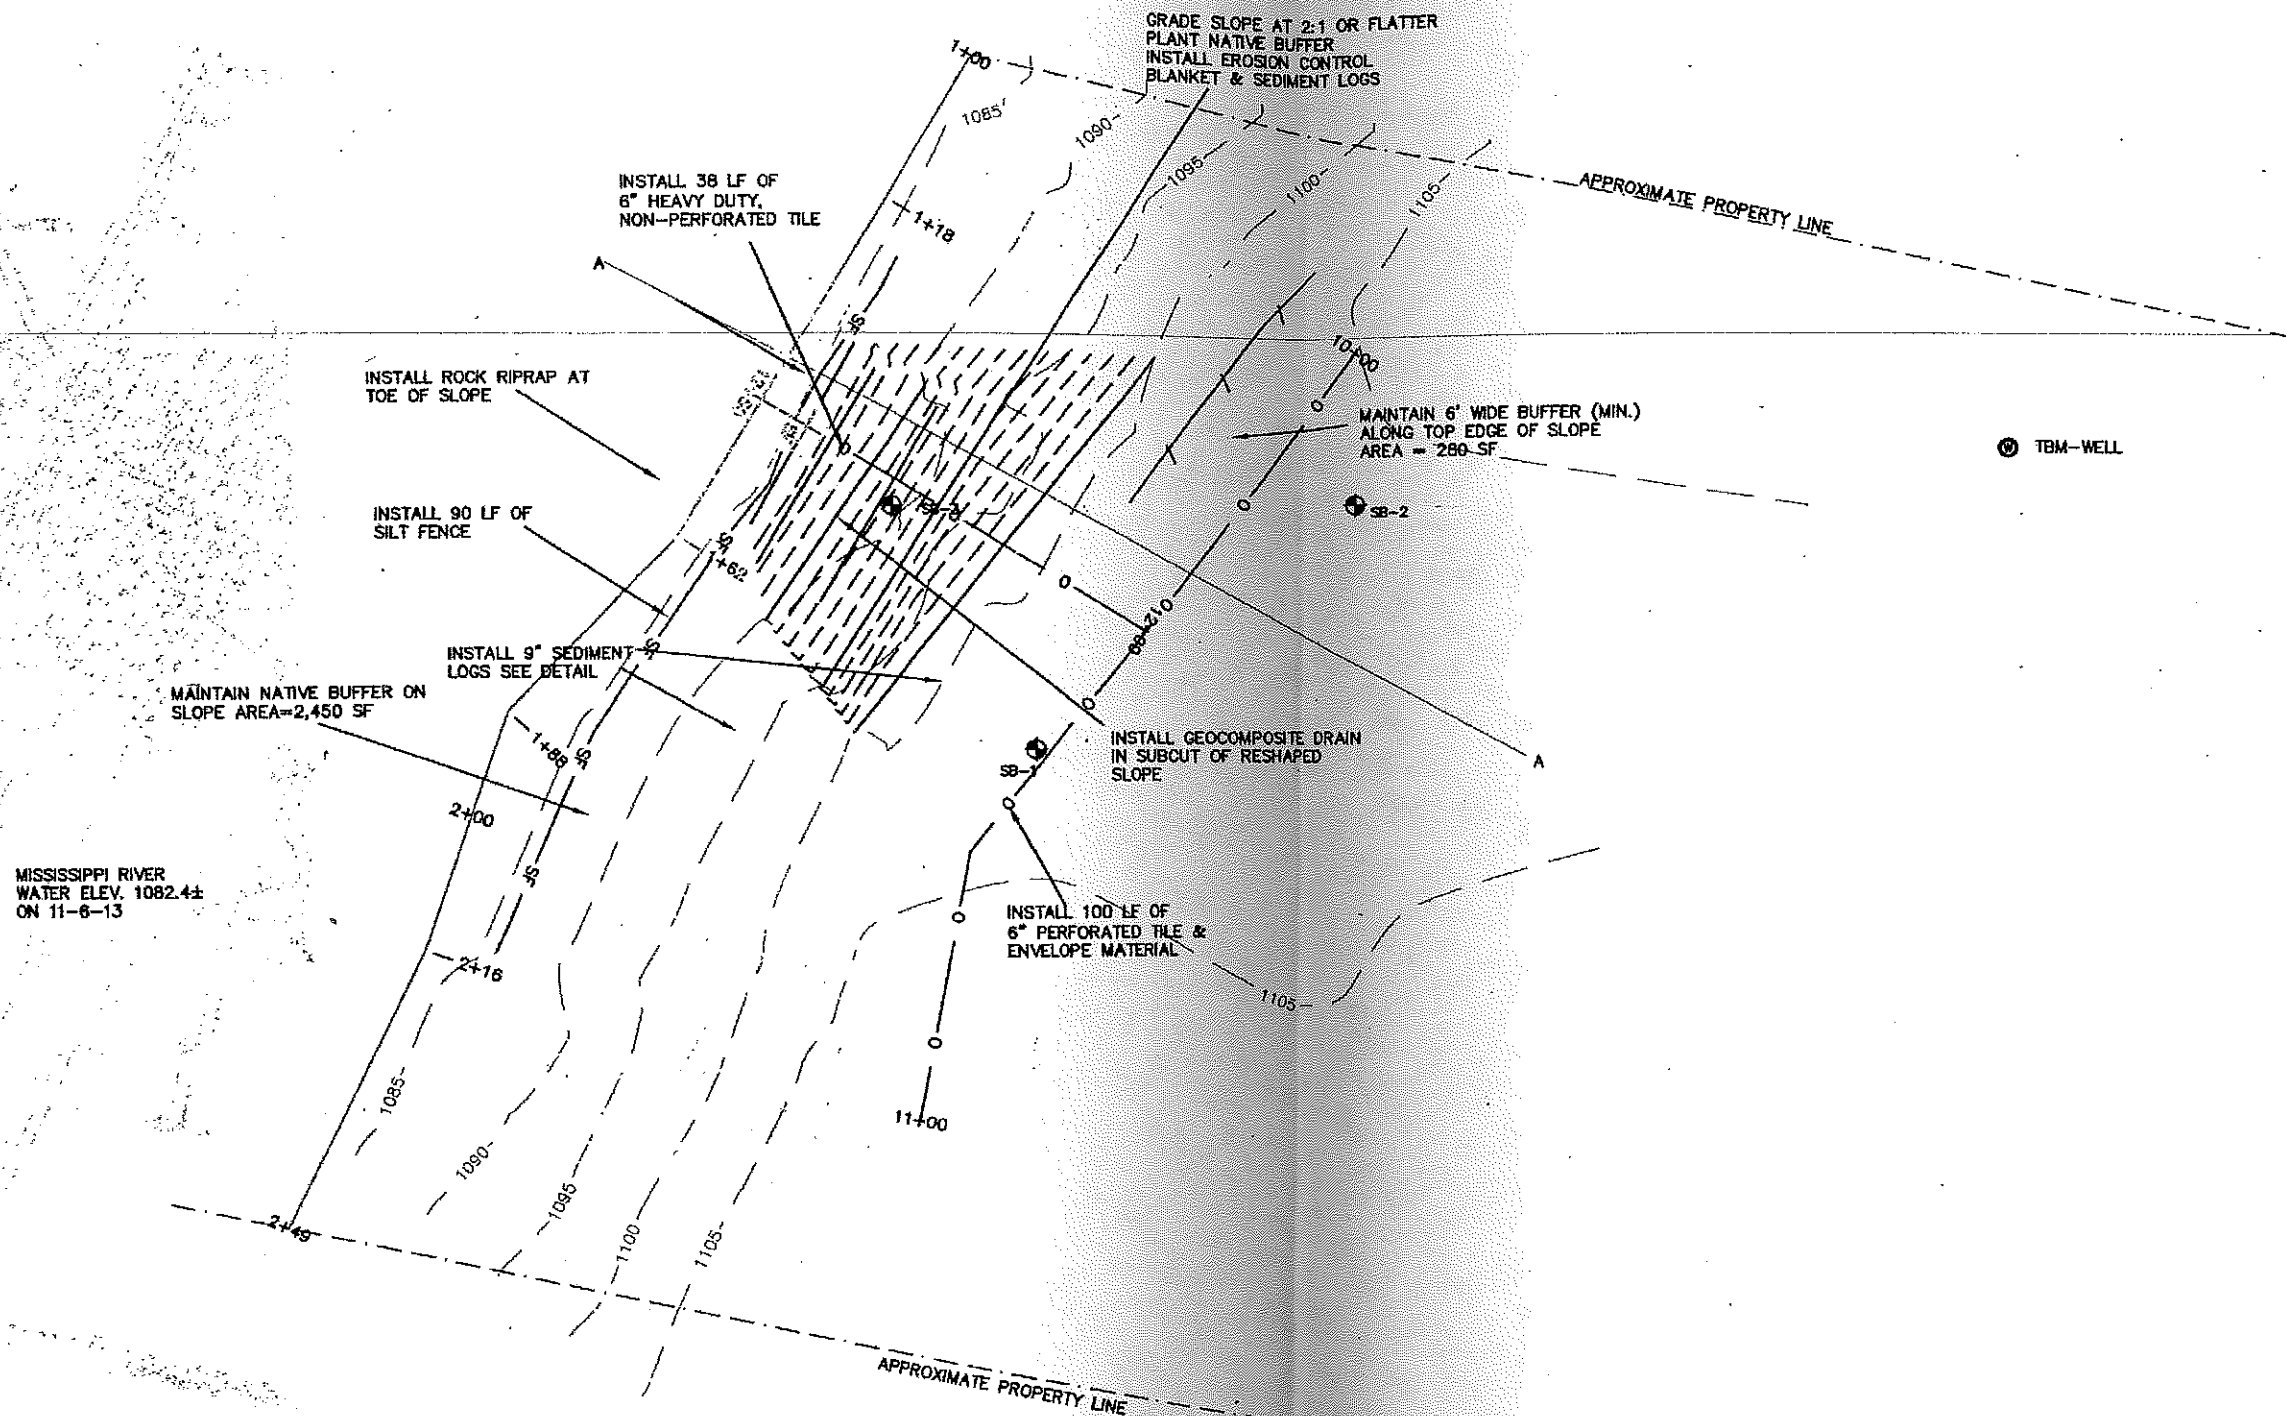 GRADE SLOPE AT 2:1 OR FLATTER
PLANT NATIVE BUFFER
INSTALL EROSION CONTROL
BLANKET & SEDIMENT LOGS
1+00
1085'
1090-
1095-
1100-
1105-
APPROXIMATE PROPERTY LINE
INSTALL 38 LF OF
6" HEAVY DUTY,
NON-PERFORATED TILE
1+18
A
SF
10+00
INSTALL ROCK RIPRAP AT
TOE OF SLOPE
MAINTAIN 6' WIDE BUFFER (MIN.)
ALONG TOP EDGE OF SLOPE
AREA = 280 SF
W TBM-WELL
SB-2
INSTALL 90 LF OF
SILT FENCE
SF
1+62
12+00
INSTALL 9" SEDIMENT
LOGS SEE DETAIL
SF
MAINTAIN NATIVE BUFFER ON
SLOPE AREA=2,450 SF
1+88
SF
INSTALL GEOCOMPOSITE DRAIN
IN SUBCUT OF RESHAPED
SLOPE
SB-1
A
2+00
SF
MISSISSIPPI RIVER
WATER ELEV. 1082.4±
ON 11-6-13
INSTALL 100 LF OF
6" PERFORATED TILE &
ENVELOPE MATERIAL
2+16
1105-
1085-
11+00
1090-
1095
1100
1105-
2+49
APPROXIMATE PROPERTY LINE